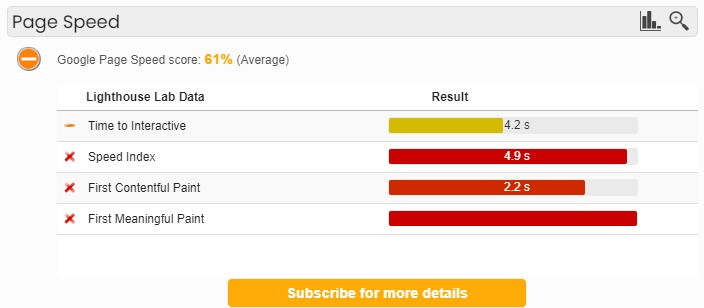 Page Speed
Google Page Speed score: 61% (Average)
Lighthouse Lab Data Result
Time to Interactive 4.2 s
Speed Index 4.9 s
First Contentful Paint 2.2 s
First Meaningful Paint
Subscribe for more details